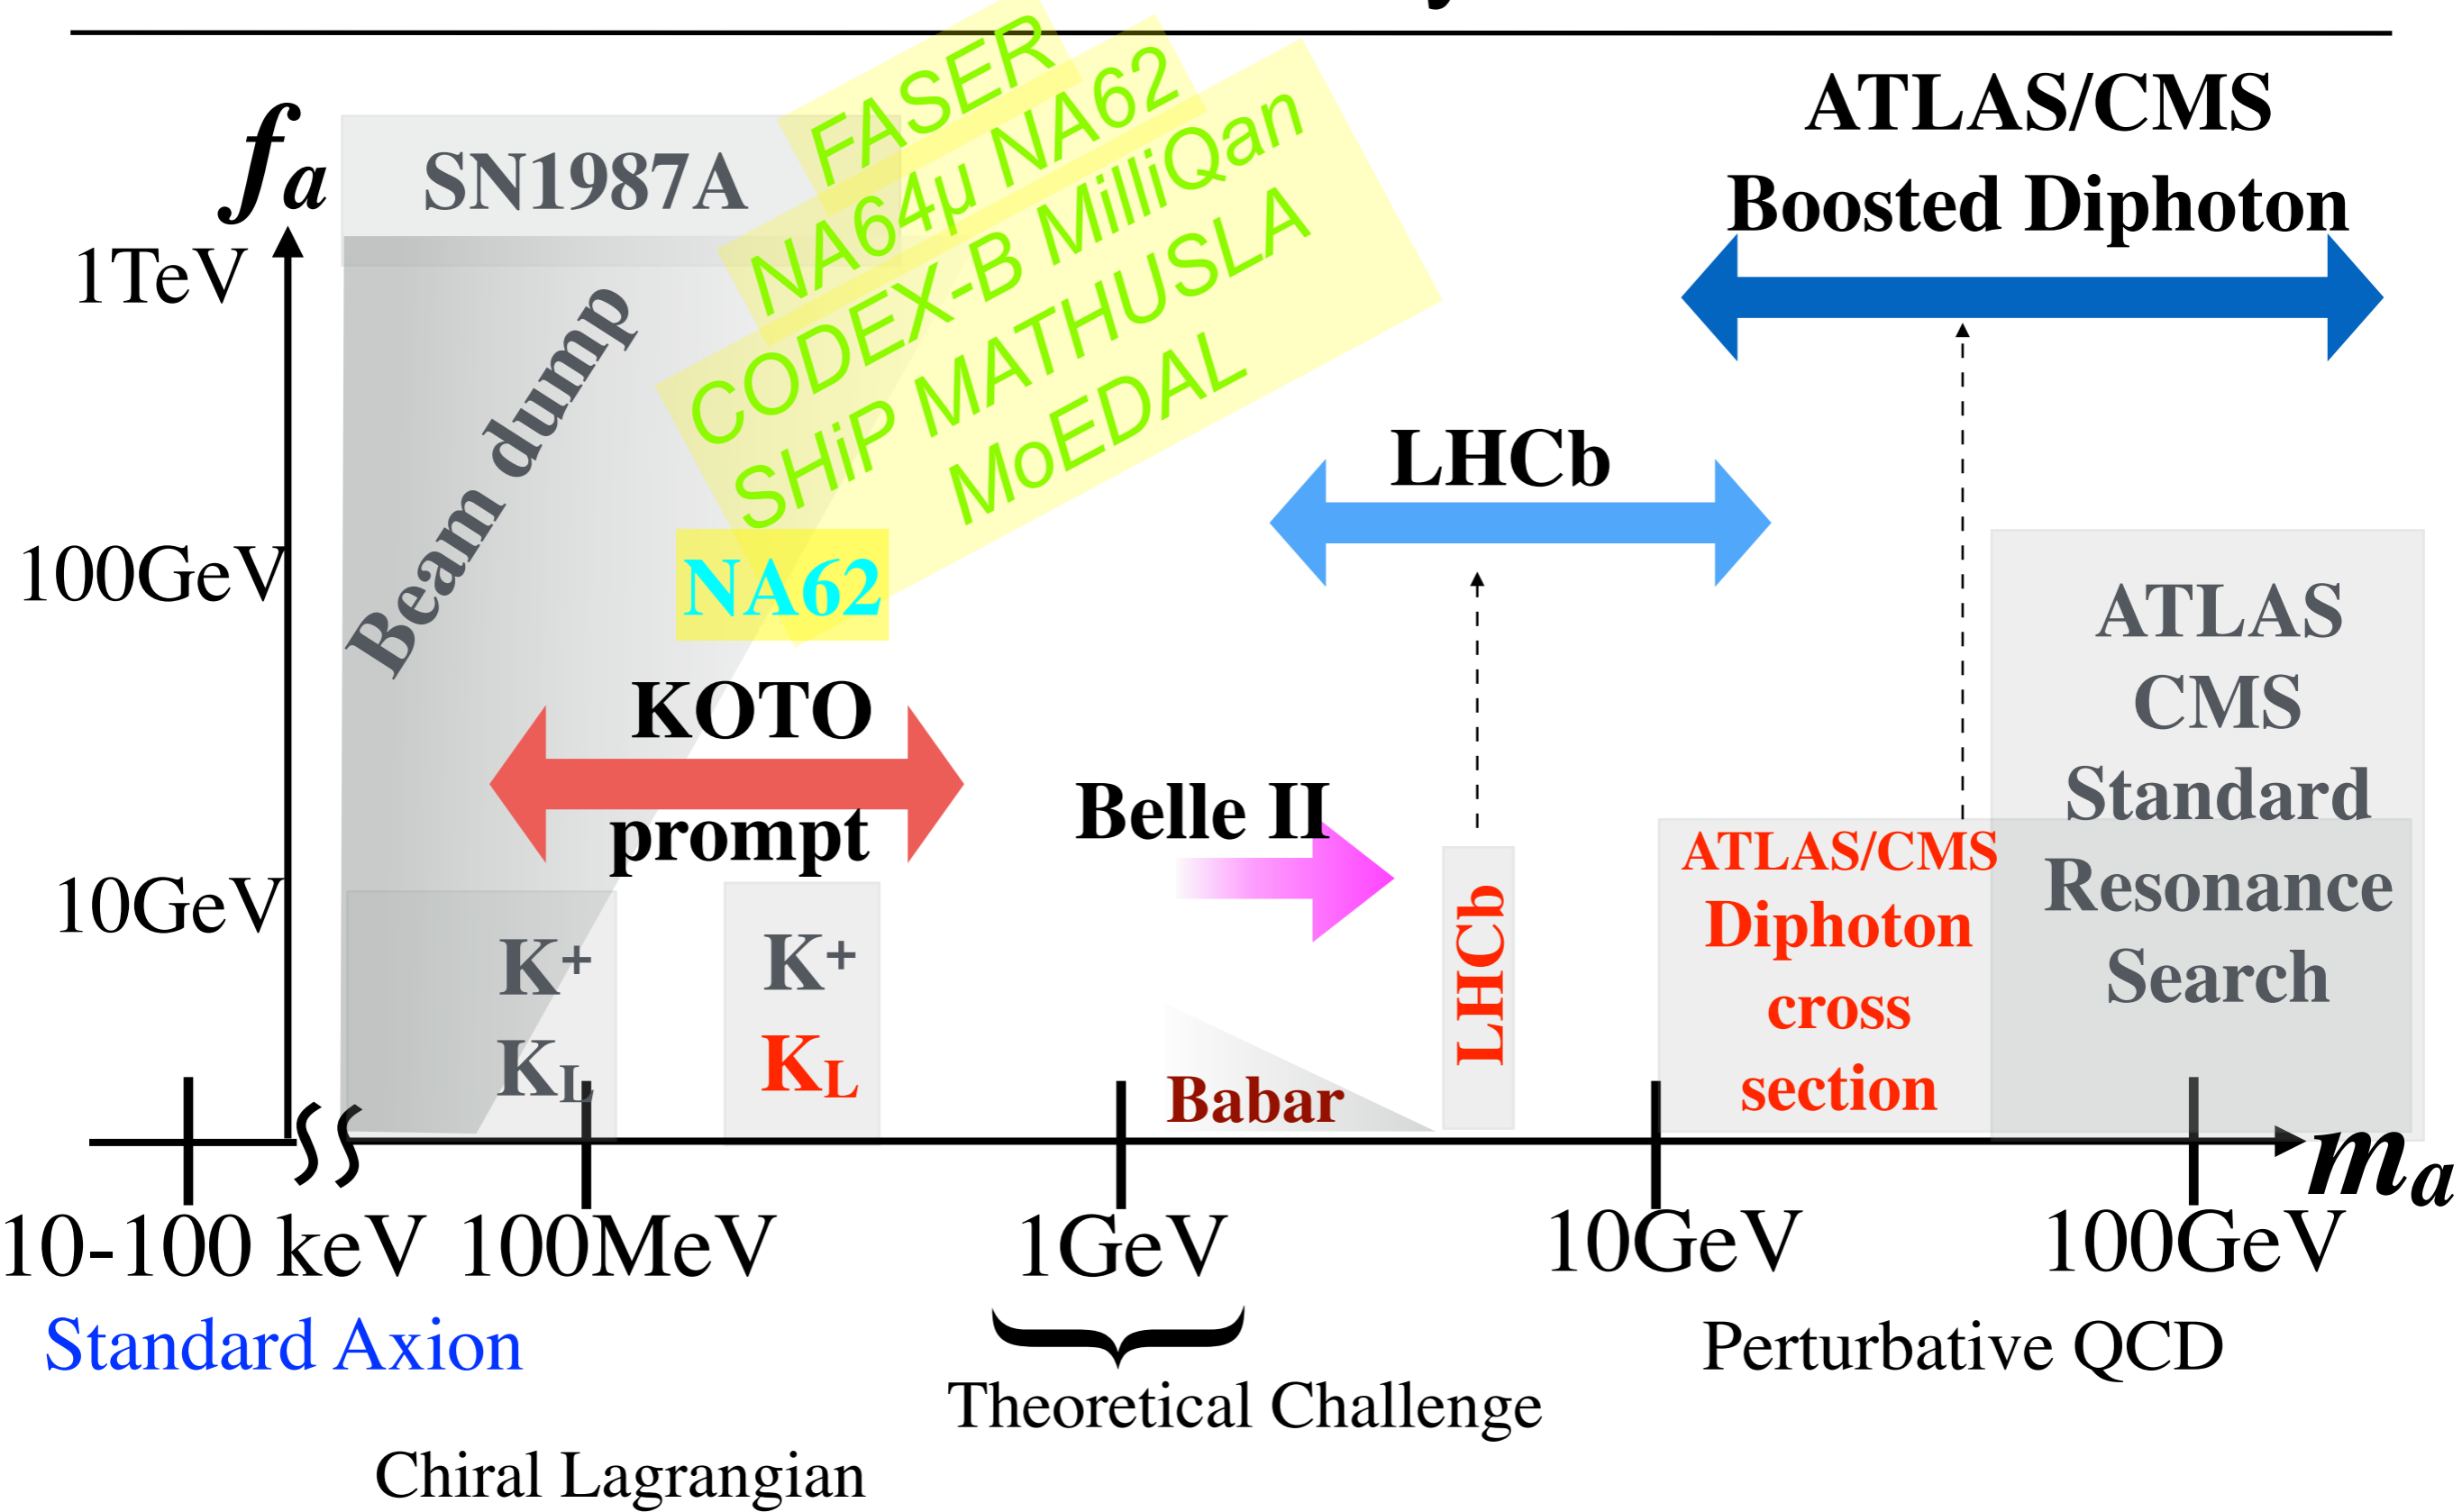 FASER
NA64μ NA62
CODEX-B MilliQan
SHiP MATHUSLA
MoEDAL
ATLAS/CMS
Boosted Diphoton
fa
SN1987A
1TeV
Beam dump
LHCb
100GeV
NA62
ATLAS
CMS
Standard
Resonance
Search
KOTO
prompt
Belle II
ATLAS/CMS
Diphoton
cross
section
10GeV
K+
KL
K+
KL
LHCb
Babar
ma
10-100 keV
100MeV
1GeV
10GeV
100GeV
Standard Axion
Perturbative QCD
Theoretical Challenge
Chiral Lagrangian